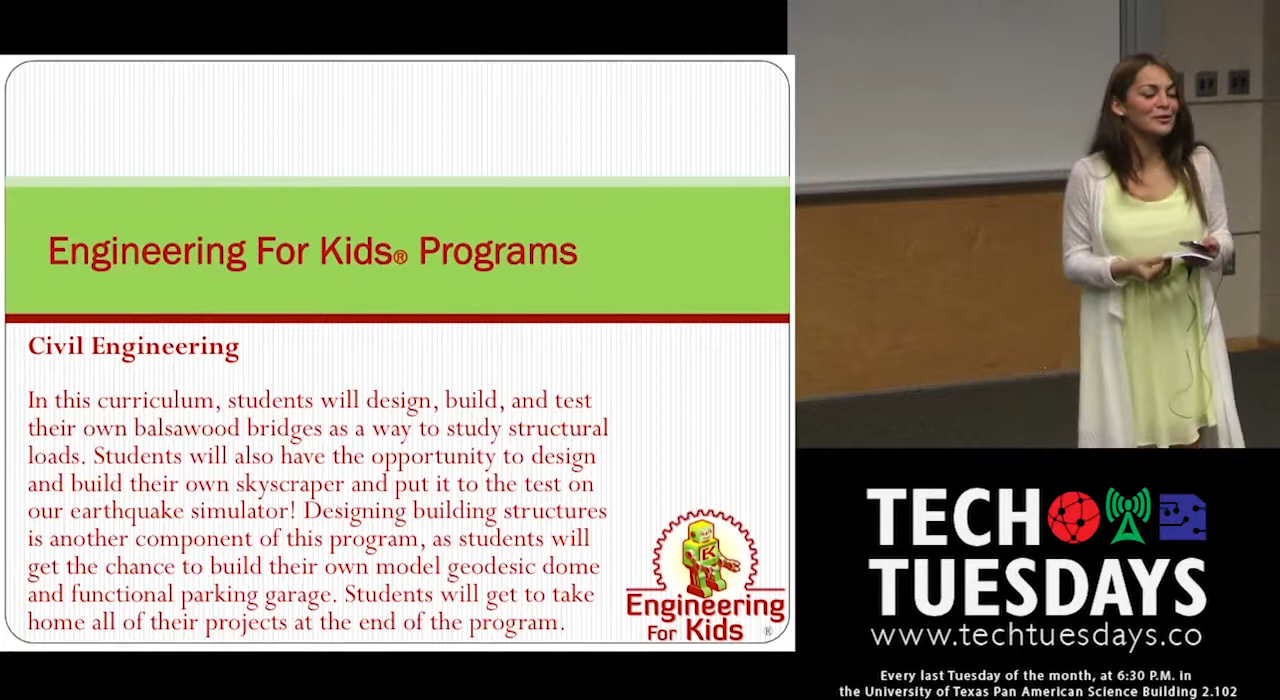 Engineering For Kids® Programs
Civil Engineering
In this curriculum, students will design, build, and test
their own balsawood bridges as a way to study structural
loads. Students will also have the opportunity to design
and build their own skyscraper and put it to the test on
our earthquake simulator! Designing building structures
is another component of this program, as students will
get the chance to build their own model geodesic dome
and functional parking garage. Students will get to take
home all of their projects at the end of the program.
K
Engineering
For Kids ®
TECH
TUESDAYS
www.techtuesdays.co
Every last Tuesday of the month, at 6:30 P.M. in
the University of Texas Pan American Science Building 2.102